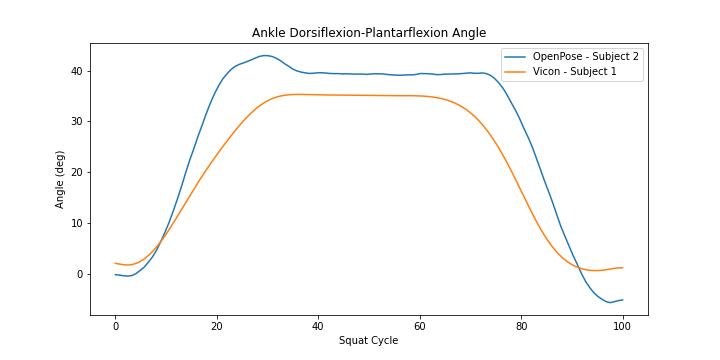 Ankle Dorsiflexion-Plantarflexion Angle
OpenPose - Subject 2
Vicon - Subject 1
Angle (deg)
40
30
20
10
0
0 20 40 60 80 100
Squat Cycle